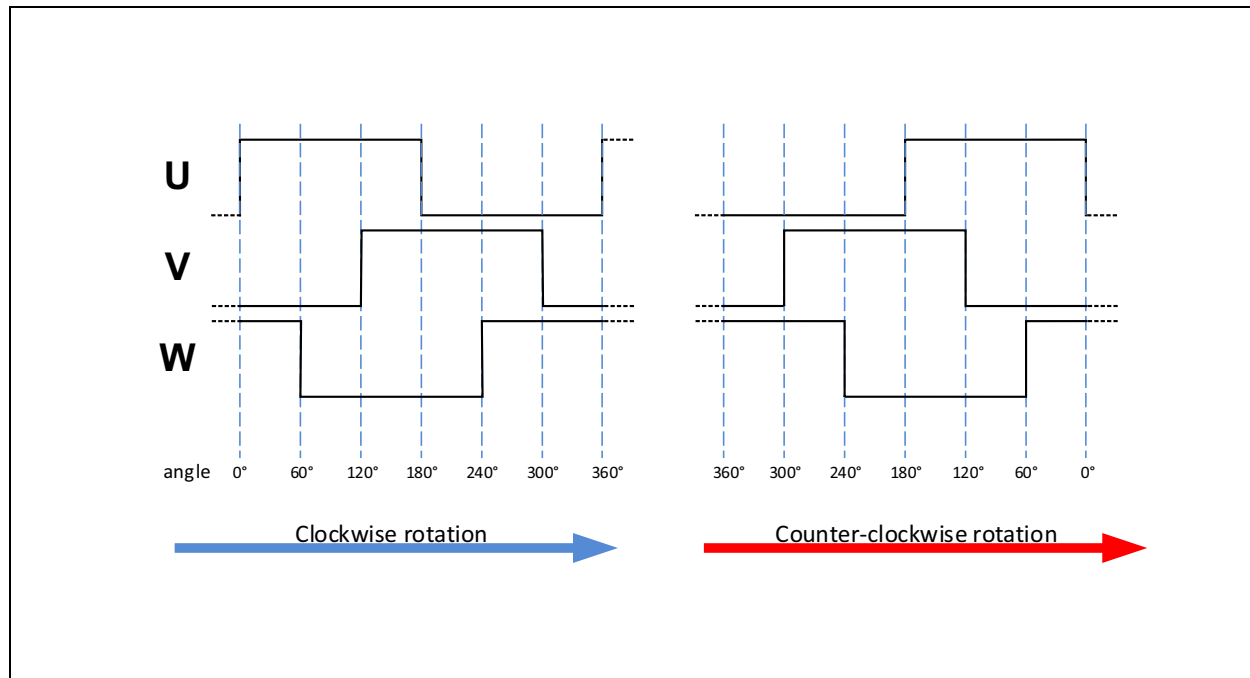 U
V
W
angle 0° 60° 120° 180° 240° 300° 360° 360° 300° 240° 180° 120° 60° 0°
Clockwise rotation Counter-clockwise rotation